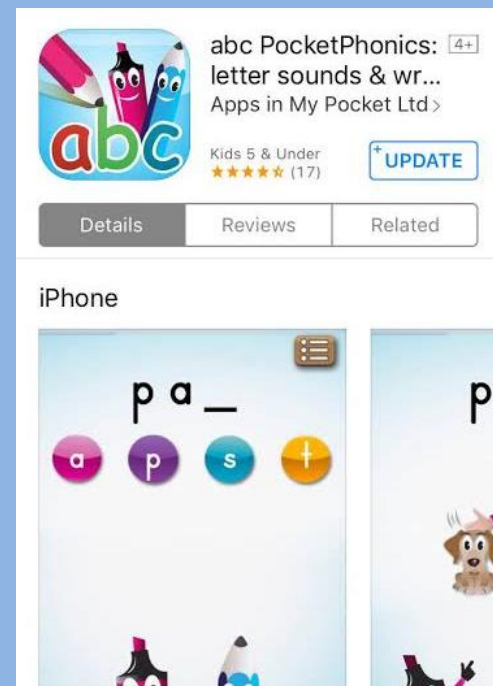 abc
abc PocketPhonics: 4+
letter sounds & wr...
Apps in My Pocket Ltd >
Kids 5 & Under
★★★★★ (17)
+ UPDATE
Details Reviews Related
iPhone
p a _
a p s t
p